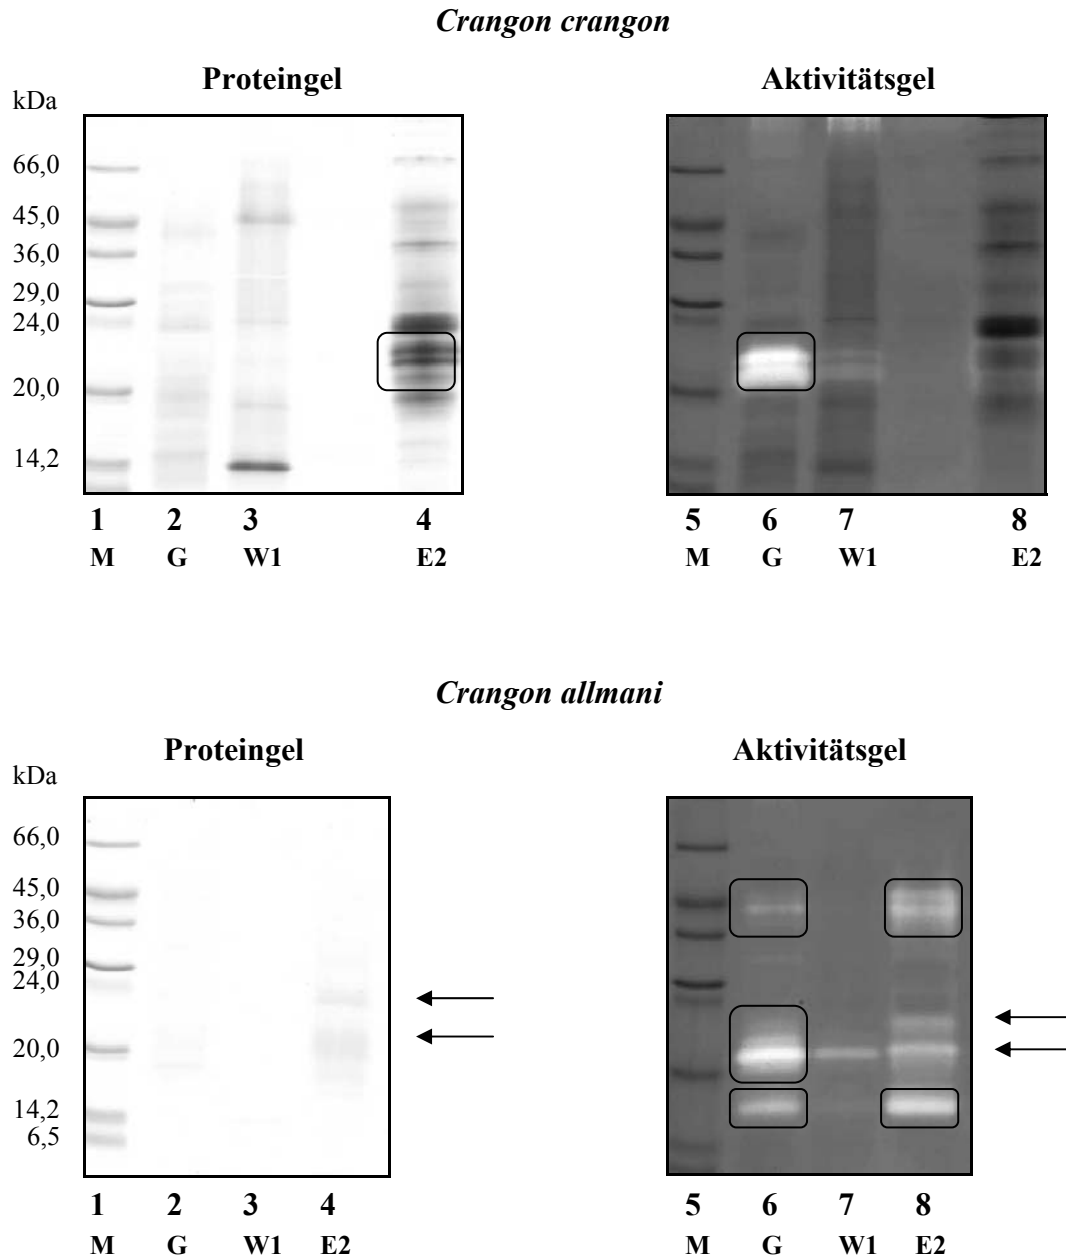 Crangon crangon
Proteingel
Aktivitätsgel
kDa
66,0
45,0
36,0
29,0
24,0
20,0
14,2
1 2 3 4 5 6 7 8
M G W1 E2 M G W1 E2
Crangon allmani
Proteingel
Aktivitätsgel
kDa
66,0
45,0
36,0
29,0
24,0
20,0
14,2
6,5
1 2 3 4 5 6 7 8
M G W1 E2 M G W1 E2